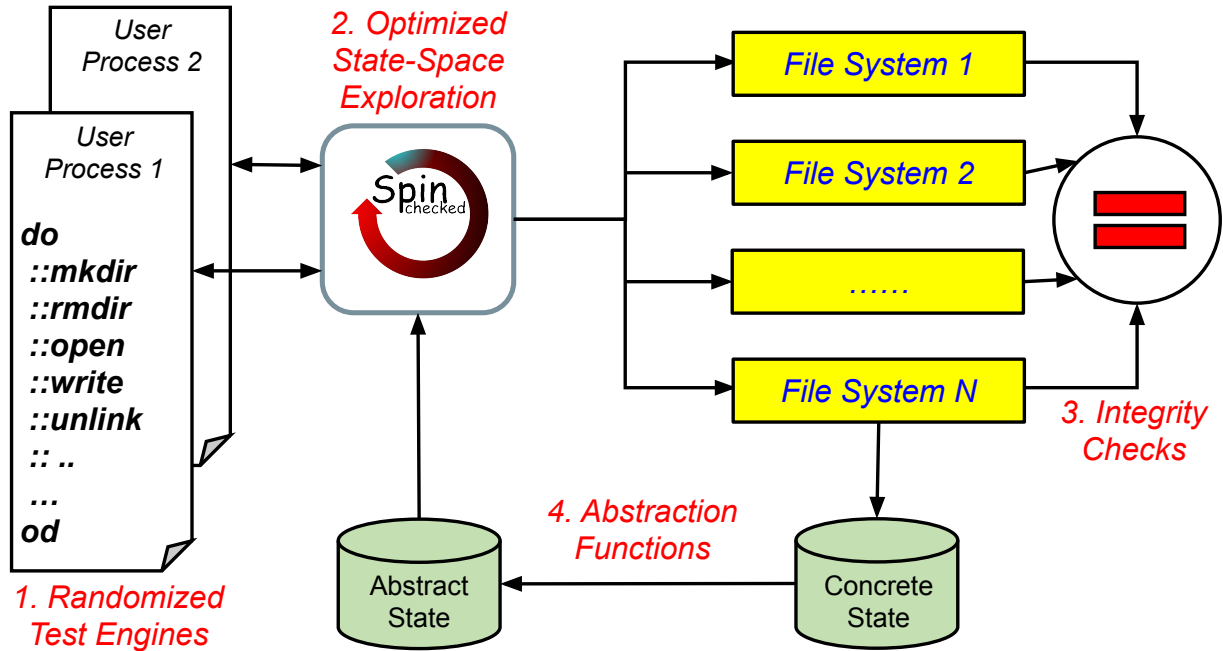 User
Process 2
User
Process 1
do
::mkdir
::rmdir
::open
::write
::unlink
:: ..
...
od
1. Randomized
Test Engines
2. Optimized
State-Space
Exploration
Spin
checked
File System 1
File System 2
......
File System N
3. Integrity
Checks
4. Abstraction
Functions
Abstract
State
Concrete
State